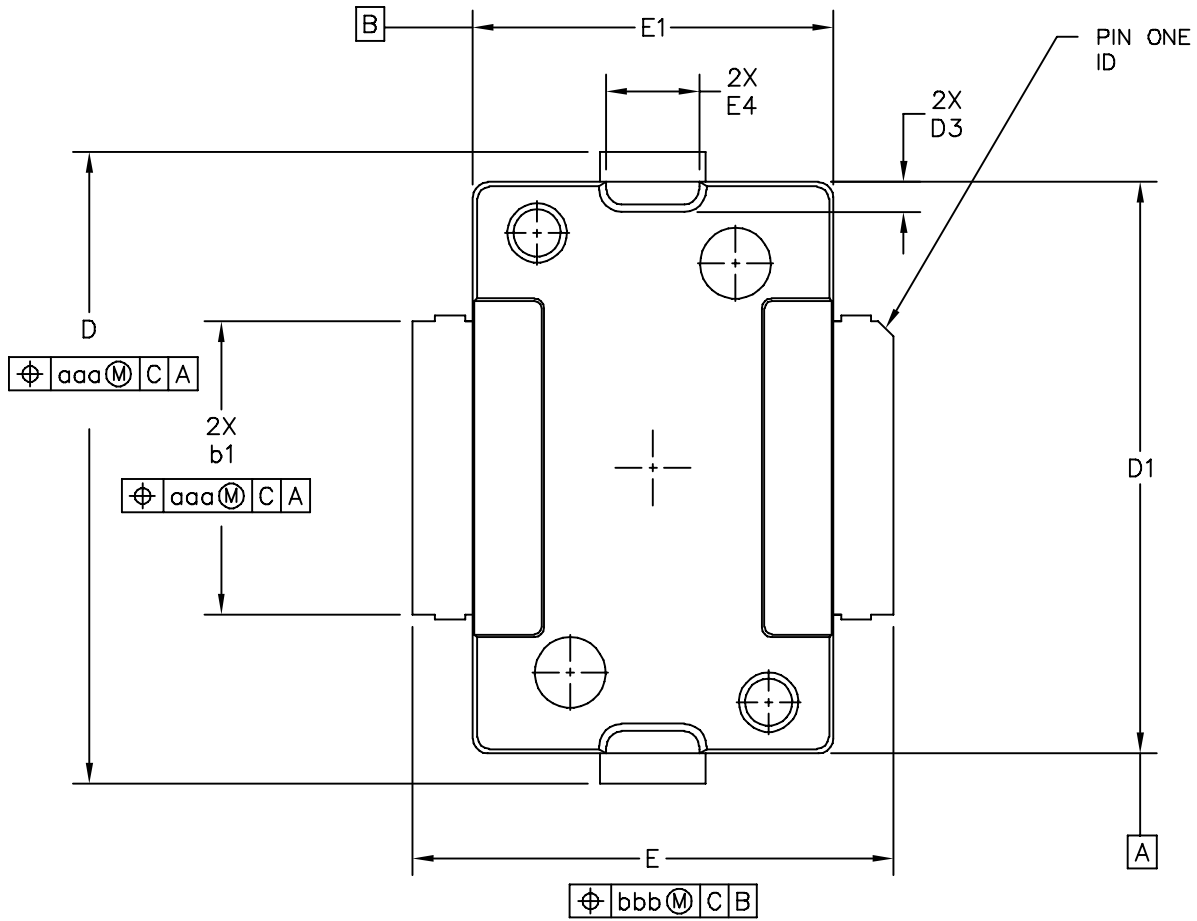 B
E1
PIN ONE
ID
2X
E4
2X
D3
D
⌖ aaa Ⓜ C A
2X
b1
⌖ aaa Ⓜ C A
D1
A
E
⌖ bbb Ⓜ C B